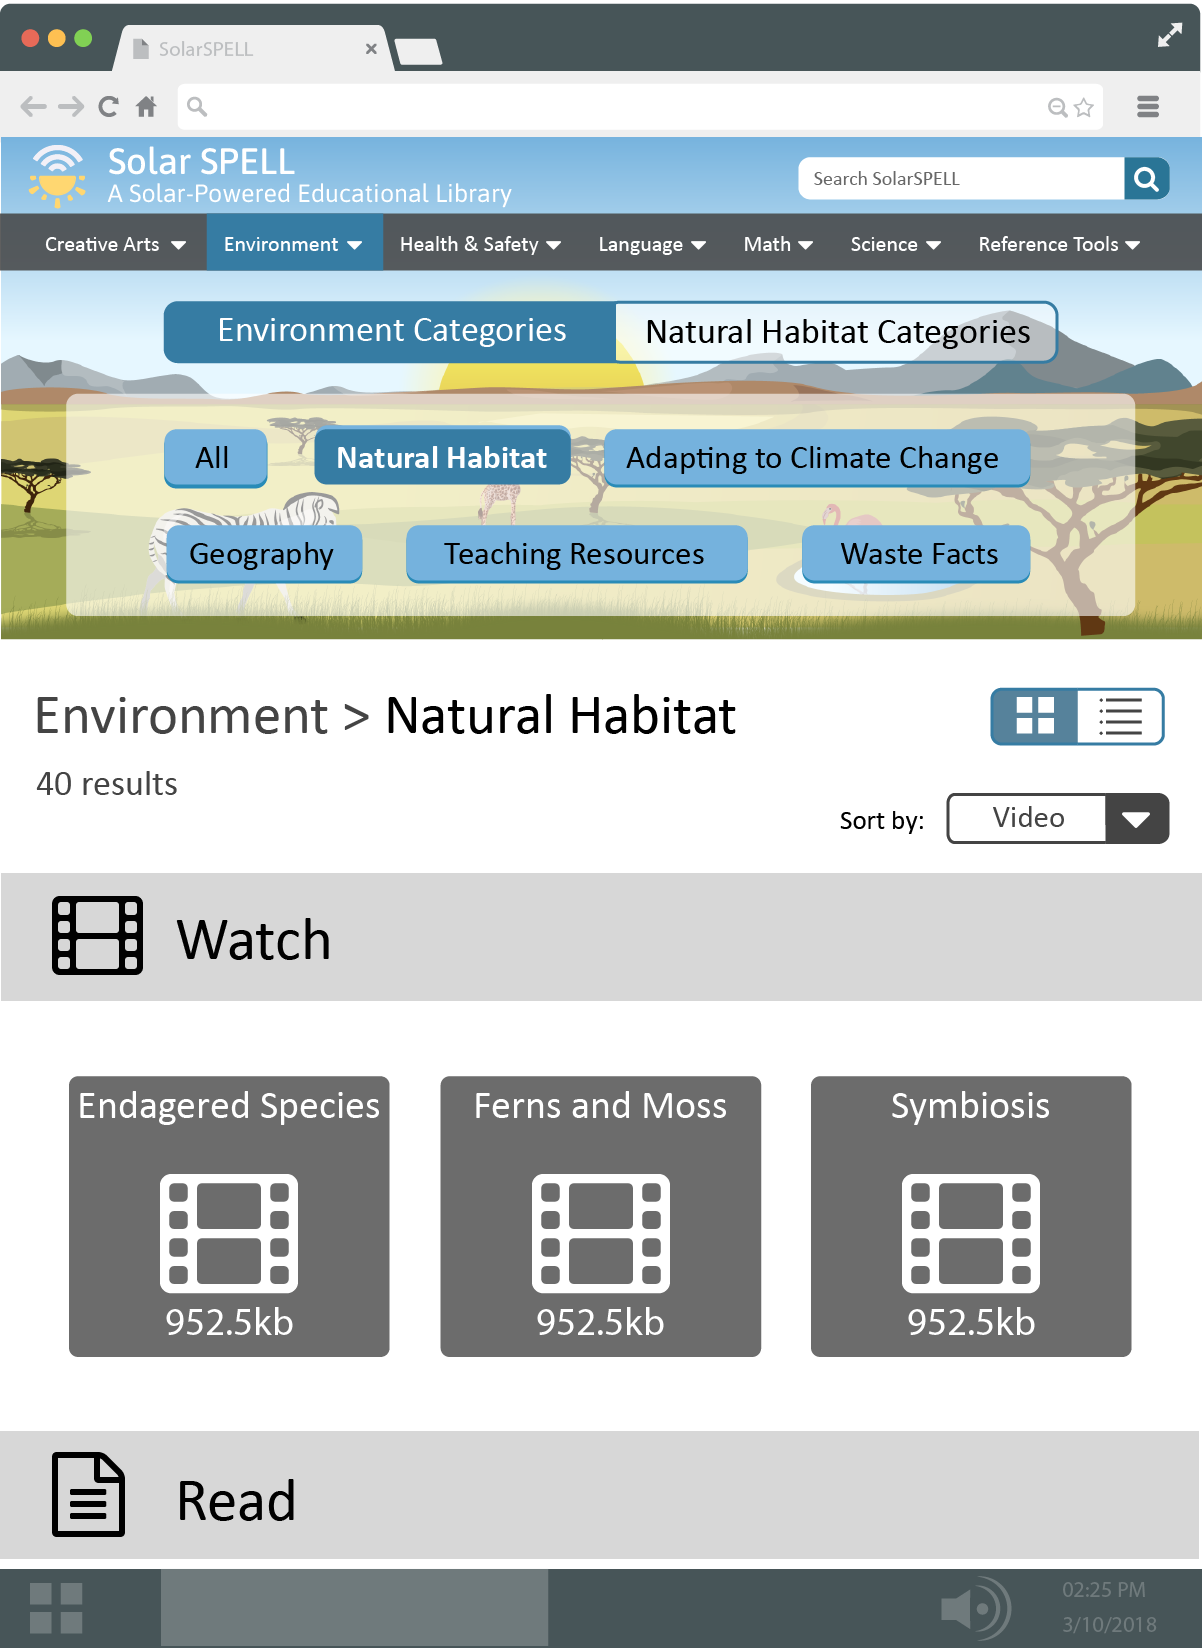 SolarSPELL
Solar SPELL
A Solar-Powered Educational Library
Search SolarSPELL
Creative Arts Environment Health & Safety Language Math Science Reference Tools
Environment Categories Natural Habitat Categories
All Natural Habitat Adapting to Climate Change
Geography Teaching Resources Waste Facts
Environment > Natural Habitat
40 results
Sort by: Video
Watch
Endagered Species Ferns and Moss Symbiosis
952.5kb 952.5kb 952.5kb
Read
02:25 PM
3/10/2018